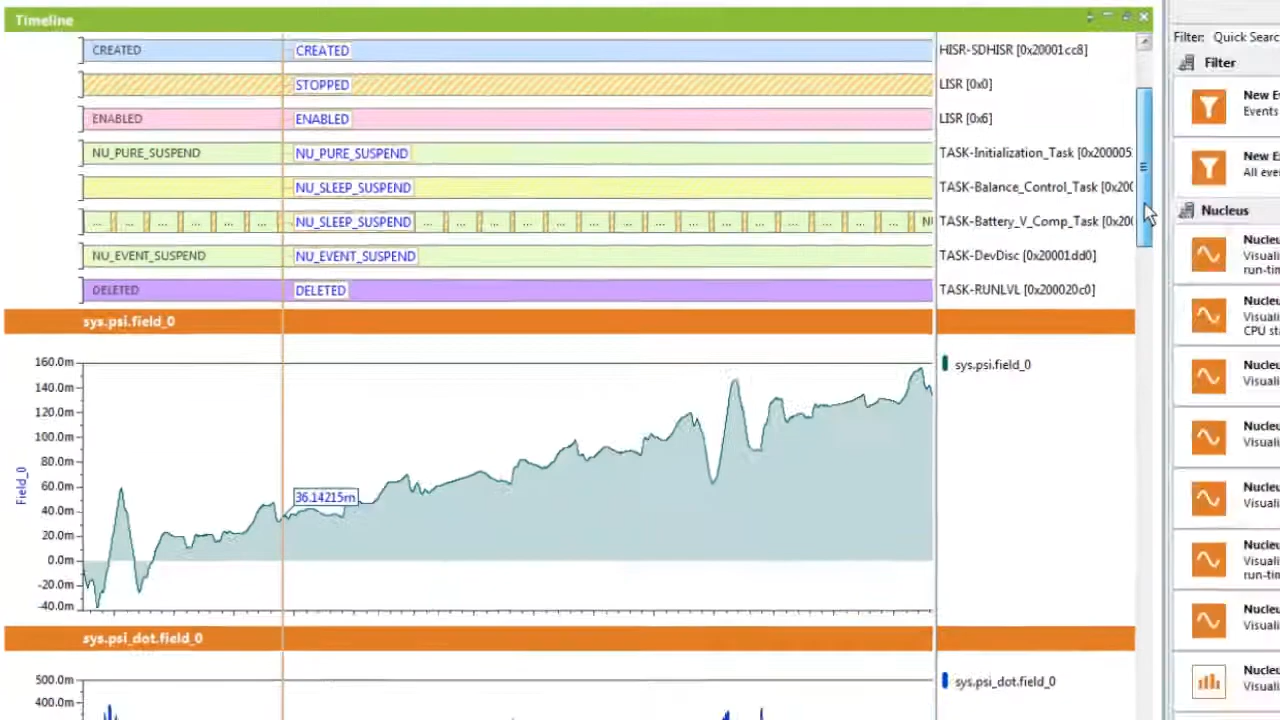 Timeline
CREATED CREATED HISR-SDHISR [0x20001cc8]
STOPPED LISR [0x0]
ENABLED ENABLED LISR [0x6]
NU_PURE_SUSPEND NU_PURE_SUSPEND TASK-Initialization_Task [0x200005
NU_SLEEP_SUSPEND TASK-Balance_Control_Task [0x200
... ... ... ... ... ... NU_SLEEP_SUSPEND ... ... ... ... ... ... ... ... ... ... ... ... ... ... ... NU TASK-Battery_V_Comp_Task [0x200
NU_EVENT_SUSPEND NU_EVENT_SUSPEND TASK-DevDisc [0x20001dd0]
DELETED DELETED TASK-RUNLVL [0x200020c0]
sys.psi.field_0
160.0m
140.0m
120.0m
100.0m
80.0m
60.0m
40.0m
20.0m
0.0m
-20.0m
-40.0m
Field_0
36.14215m
sys.psi.field_0
sys.psi_dot.field_0
500.0m
400.0m
sys.psi_dot.field_0
Filter: Quick Searc
Filter
New E
Events
New E
All eve
Nucleus
Nucleu
Visuali
run-tin
Nucleu
Visuali
CPU sta
Nucleu
Visuali
Nucleu
Visuali
Nucleu
Visuali
Nucleu
Visuali
run-tin
Nucleu
Visuali
Nucleu
Visuali